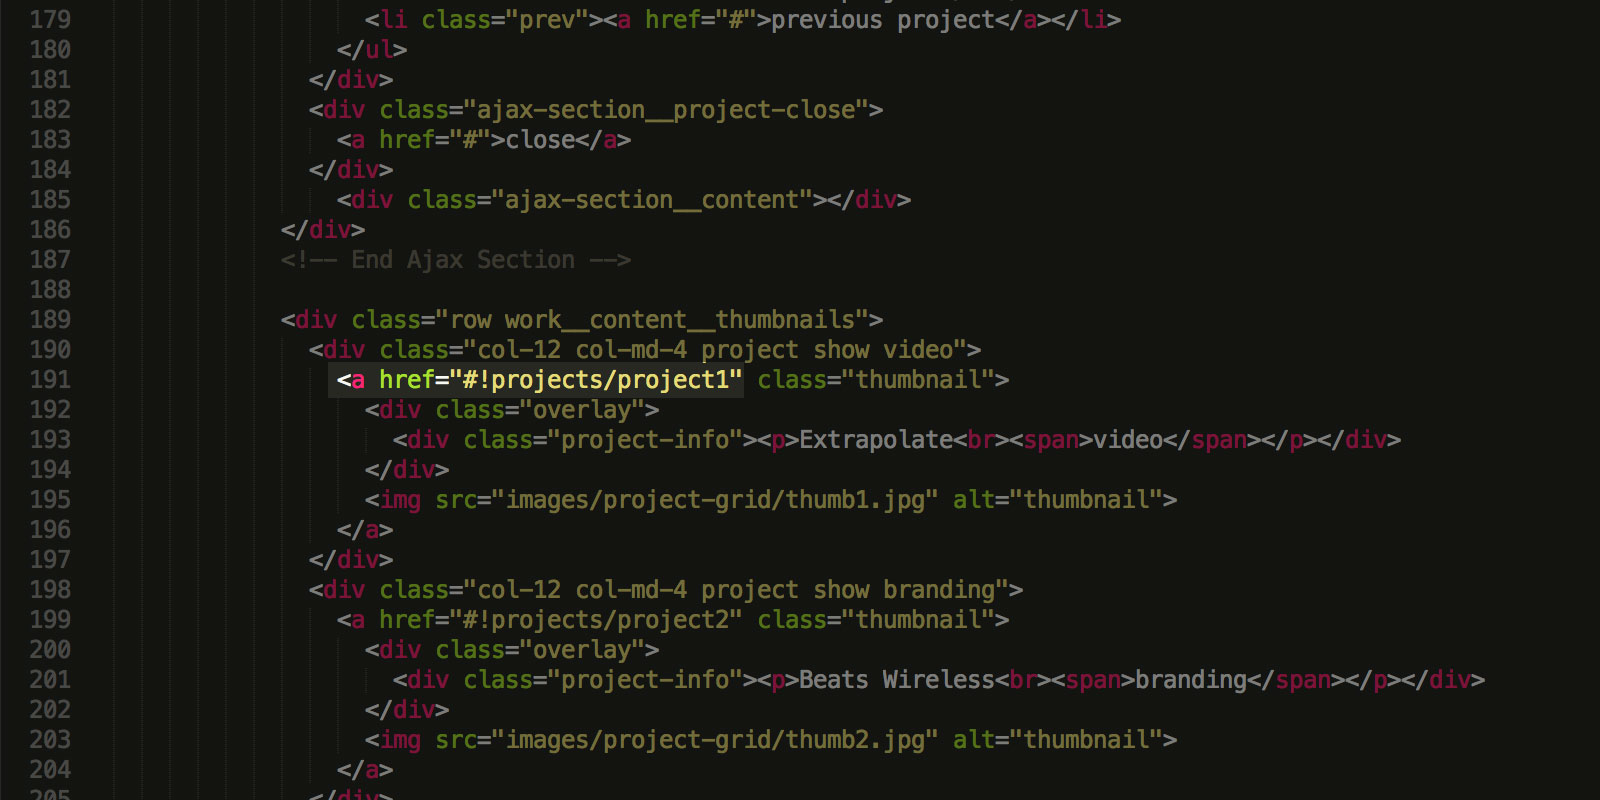 179 <li class="prev"><a href="#">previous project</a></li>
180 </ul>
181 </div>
182 <div class="ajax-section__project-close">
183 <a href="#">close</a>
184 </div>
185 <div class="ajax-section__content"></div>
186 </div>
187 <!-- End Ajax Section -->
188
189 <div class="row work__content__thumbnails">
190 <div class="col-12 col-md-4 project show video">
191 <a href="#!projects/project1" class="thumbnail">
192 <div class="overlay">
193 <div class="project-info"><p>Extrapolate<br><span>video</span></p></div>
194 </div>
195 <img src="images/project-grid/thumb1.jpg" alt="thumbnail">
196 </a>
197 </div>
198 <div class="col-12 col-md-4 project show branding">
199 <a href="#!projects/project2" class="thumbnail">
200 <div class="overlay">
201 <div class="project-info"><p>Beats Wireless<br><span>branding</span></p></div>
202 </div>
203 <img src="images/project-grid/thumb2.jpg" alt="thumbnail">
204 </a>
205 </div>